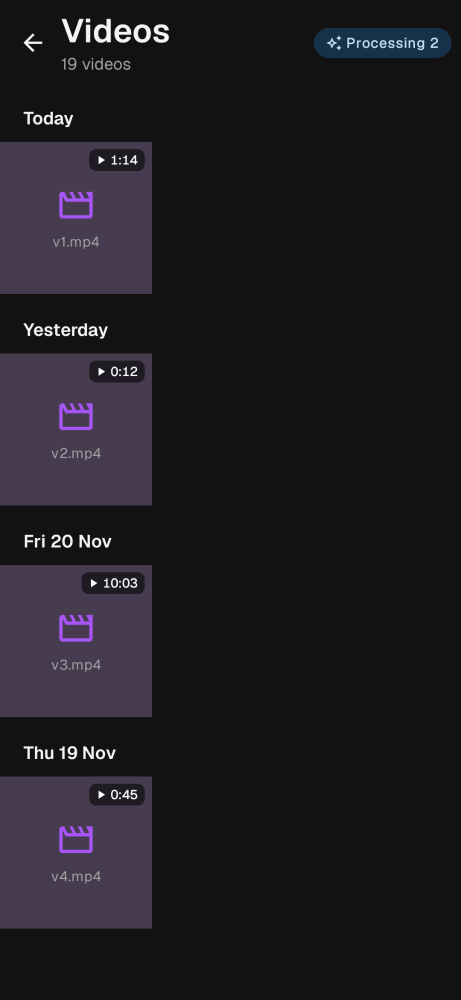 Videos
19 videos
Processing 2
Today
1:14
v1.mp4
Yesterday
0:12
v2.mp4
Fri 20 Nov
10:03
v3.mp4
Thu 19 Nov
0:45
v4.mp4